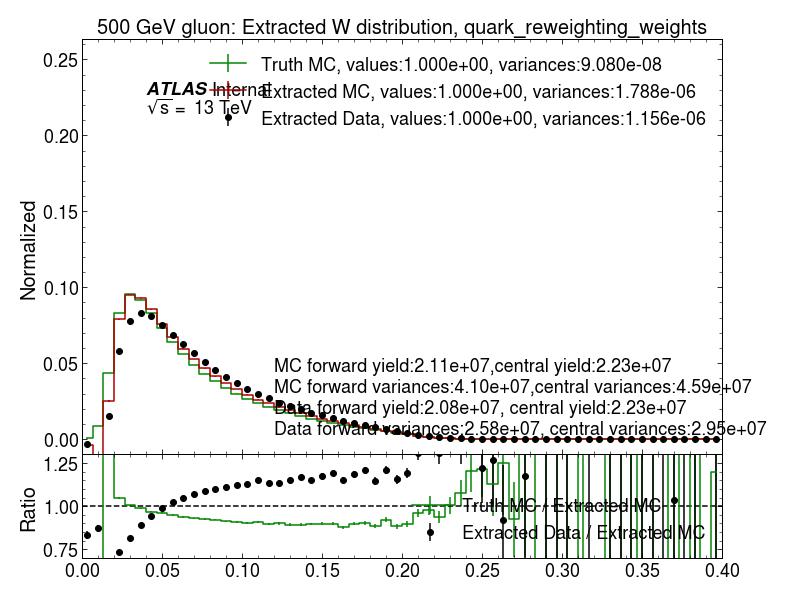 500 GeV gluon: Extracted W distribution, quark_reweighting_weights
Truth MC, values:1.000e+00, variances:9.080e-08
Extracted MC, values:1.000e+00, variances:1.788e-06
Extracted Data, values:1.000e+00, variances:1.156e-06
ATLAS Internal
√s = 13 TeV
Normalized
0.25
0.20
0.15
0.10
0.05
0.00
MC forward yield:2.11e+07,central yield:2.23e+07
MC forward variances:4.10e+07,central variances:4.59e+07
Data forward yield:2.08e+07, central yield:2.23e+07
Data forward variances:2.58e+07, central variances:2.95e+07
Ratio
1.25
1.00
0.75
Truth MC / Extracted MC
Extracted Data / Extracted MC
0.00 0.05 0.10 0.15 0.20 0.25 0.30 0.35 0.40